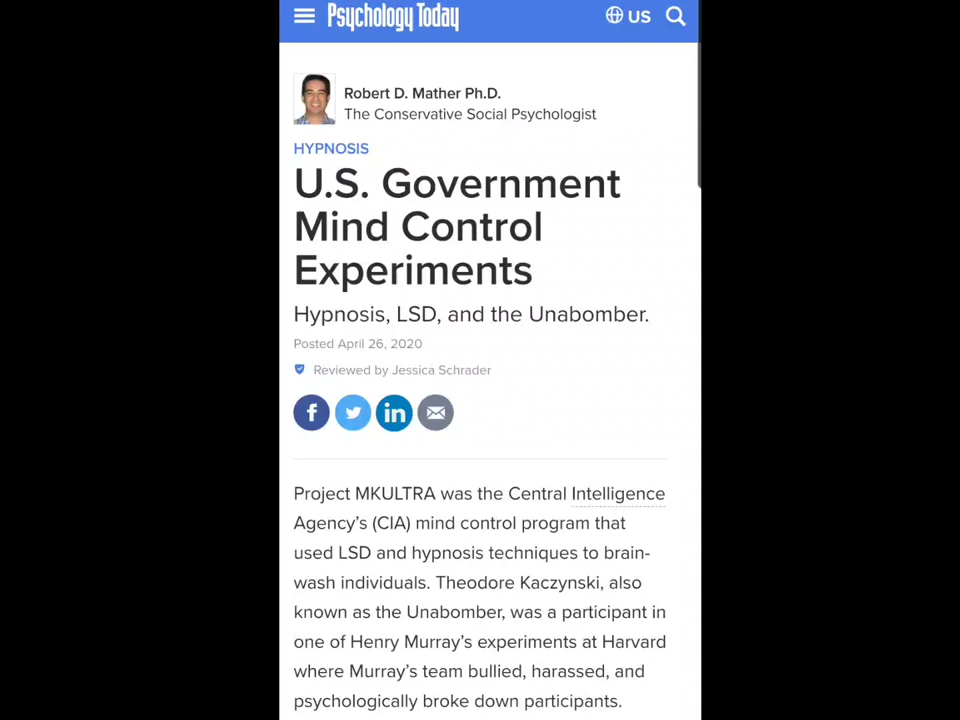 Psychology Today
US
Robert D. Mather Ph.D.
The Conservative Social Psychologist
HYPNOSIS
U.S. Government
Mind Control
Experiments
Hypnosis, LSD, and the Unabomber.
Posted April 26, 2020
Reviewed by Jessica Schrader
f
in
Project MKULTRA was the Central Intelligence
Agency's (CIA) mind control program that
used LSD and hypnosis techniques to brain-
wash individuals. Theodore Kaczynski, also
known as the Unabomber, was a participant in
one of Henry Murray's experiments at Harvard
where Murray's team bullied, harassed, and
psychologically broke down participants.